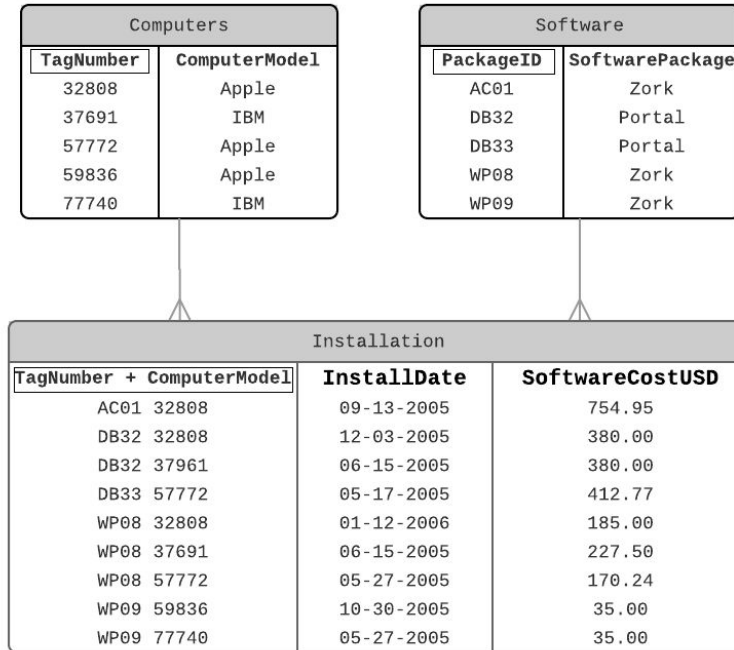 Computers
TagNumber ComputerModel
32808 Apple
37691 IBM
57772 Apple
59836 Apple
77740 IBM
Software
PackageID SoftwarePackage
AC01 Zork
DB32 Portal
DB33 Portal
WP08 Zork
WP09 Zork
Installation
TagNumber + ComputerModel InstallDate SoftwareCostUSD
AC01 32808 09-13-2005 754.95
DB32 32808 12-03-2005 380.00
DB32 37961 06-15-2005 380.00
DB33 57772 05-17-2005 412.77
WP08 32808 01-12-2006 185.00
WP08 37691 06-15-2005 227.50
WP08 57772 05-27-2005 170.24
WP09 59836 10-30-2005 35.00
WP09 77740 05-27-2005 35.00